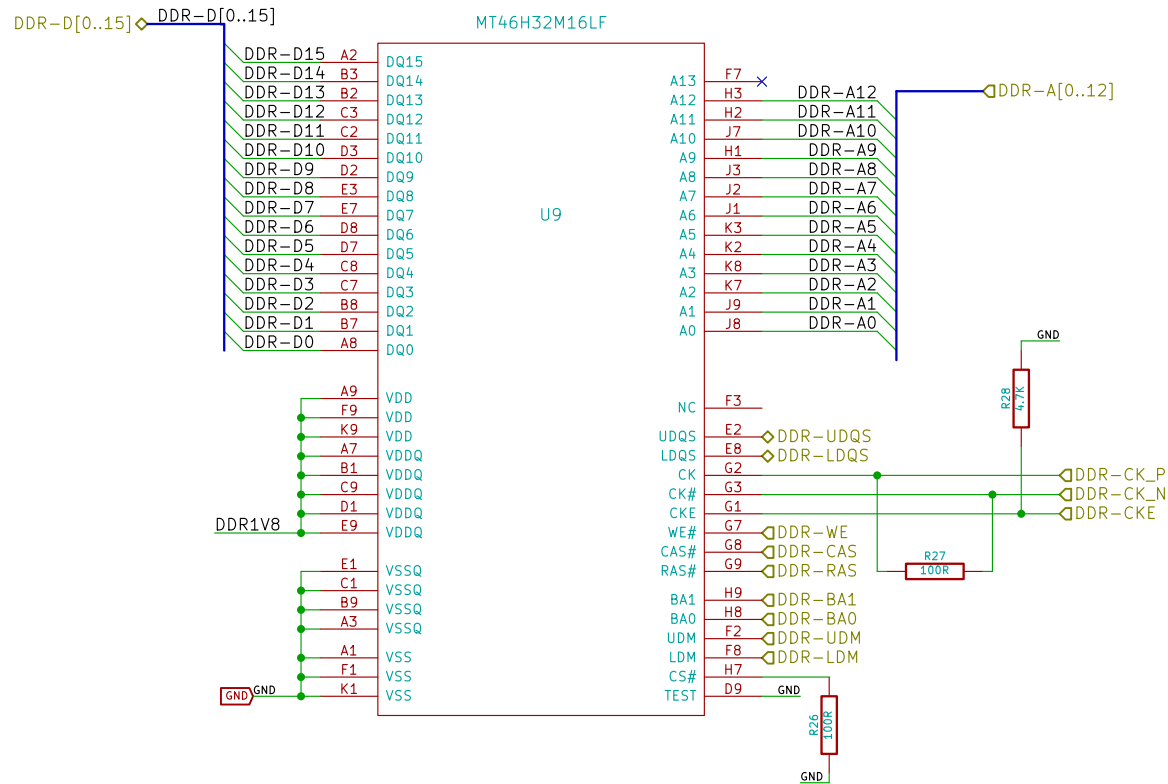 DDR-D[0..15] DDR-D[0..15]
MT46H32M16LF
U9
DDR-D15 A2 DQ15
DDR-D14 B3 DQ14
DDR-D13 B2 DQ13
DDR-D12 C3 DQ12
DDR-D11 C2 DQ11
DDR-D10 D3 DQ10
DDR-D9 D2 DQ9
DDR-D8 E3 DQ8
DDR-D7 E7 DQ7
DDR-D6 D8 DQ6
DDR-D5 D7 DQ5
DDR-D4 C8 DQ4
DDR-D3 C7 DQ3
DDR-D2 B8 DQ2
DDR-D1 B7 DQ1
DDR-D0 A8 DQ0
A9 VDD
F9 VDD
K9 VDD
A7 VDDQ
B1 VDDQ
C9 VDDQ
D1 VDDQ
DDR1V8 E9 VDDQ
E1 VSSQ
C1 VSSQ
B9 VSSQ
A3 VSSQ
A1 VSS
F1 VSS
GND GND K1 VSS
A13 F7
A12 H3 DDR-A12 DDR-A[0..12]
A11 H2 DDR-A11
A10 J7 DDR-A10
A9 H1 DDR-A9
A8 J3 DDR-A8
A7 J2 DDR-A7
A6 J1 DDR-A6
A5 K3 DDR-A5
A4 K2 DDR-A4
A3 K8 DDR-A3
A2 K7 DDR-A2
A1 J9 DDR-A1
A0 J8 DDR-A0
GND
R28
4.7K
NC F3
UDQS E2 DDR-UDQS
LDQS E8 DDR-LDQS
CK G2 DDR-CK_P
CK# G3 DDR-CK_N
CKE G1 DDR-CKE
WE# G7 DDR-WE
CAS# G8 DDR-CAS
RAS# G9 DDR-RAS
R27
100R
BA1 H9 DDR-BA1
BA0 H8 DDR-BA0
UDM F2 DDR-UDM
LDM F8 DDR-LDM
CS# H7
TEST D9 GND
R26
100R
GND